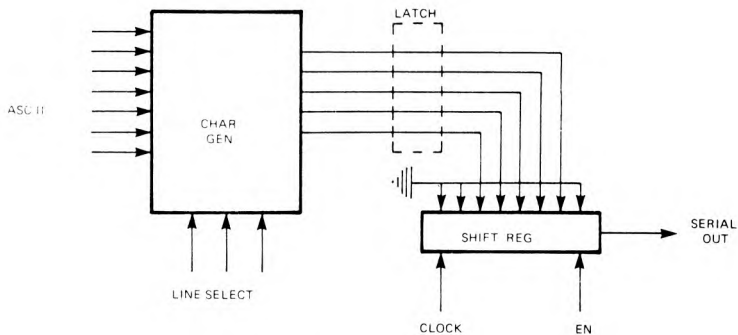 LATCH
ASCII
CHAR
GEN
SHIFT REG
SERIAL
OUT
LINE SELECT
CLOCK
EN